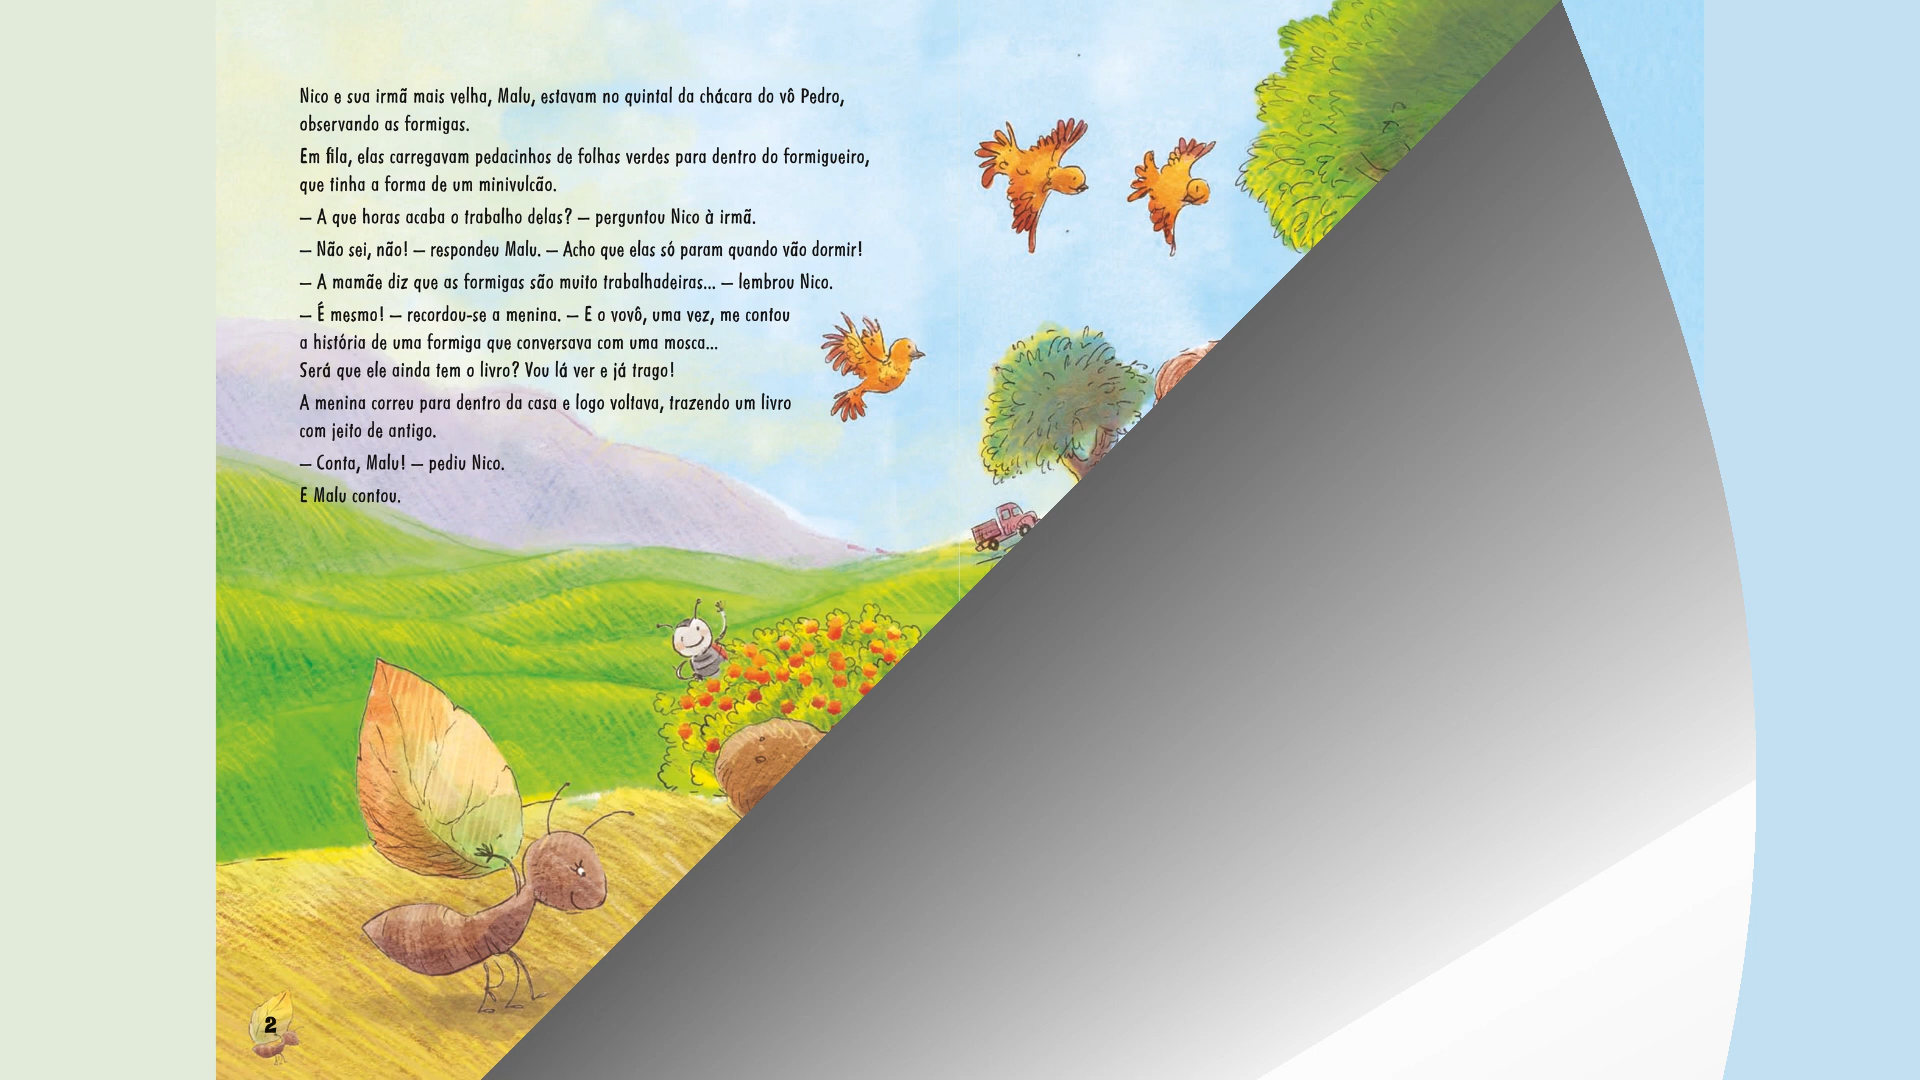 Nico e sua irmã mais velha, Malu, estavam no quintal da chácara do vô Pedro,
observando as formigas.
Em fila, elas carregavam pedacinhos de folhas verdes para dentro do formigueiro,
que tinha a forma de um minivulcão.
– A que horas acaba o trabalho delas? – perguntou Nico à irmã.
– Não sei, não! – respondeu Malu. – Acho que elas só param quando vão dormir!
– A mamãe diz que as formigas são muito trabalhadeiras... – lembrou Nico.
– É mesmo! – recordou-se a menina. – E o vovô, uma vez, me contou
a história de uma formiga que conversava com uma mosca...
Será que ele ainda tem o livro? Vou lá ver e já trago!
A menina correu para dentro da casa e logo voltava, trazendo um livro
com jeito de antigo.
– Conta, Malu! – pediu Nico.
E Malu contou.
2